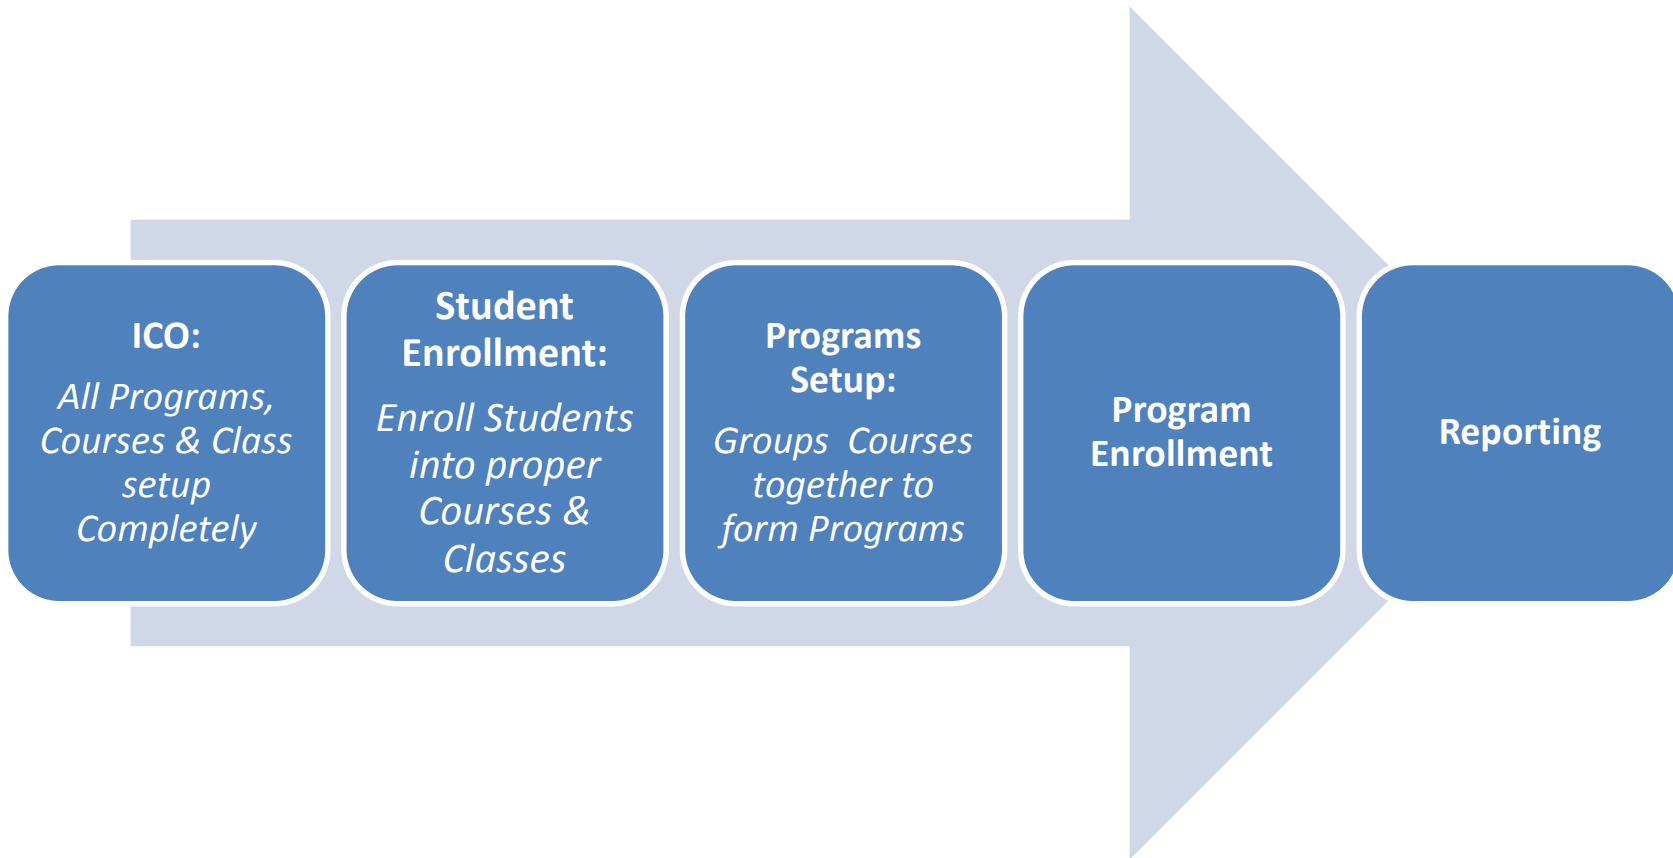 ICO:
All Programs,
Courses & Class
setup
Completely
Student
Enrollment:
Enroll Students
into proper
Courses &
Classes
Programs
Setup:
Groups  Courses
together to
form Programs
Program
Enrollment
Reporting